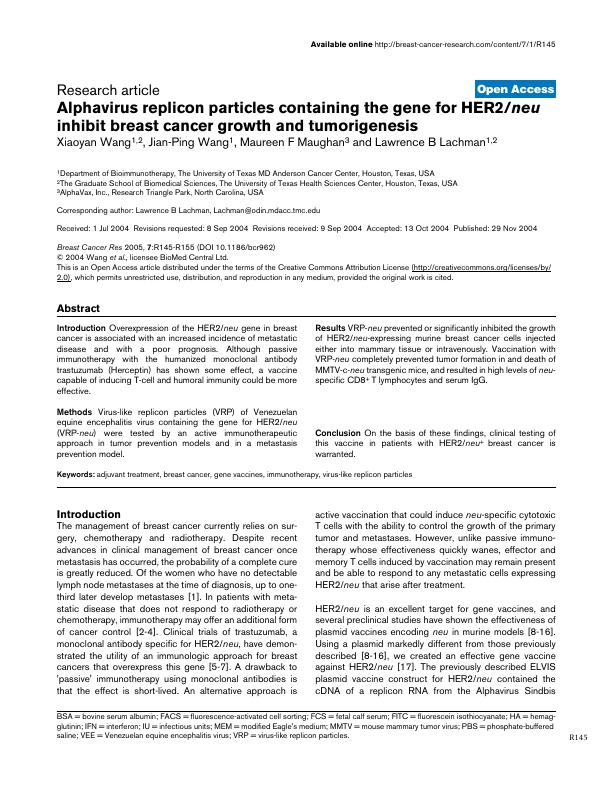 Available online http://breast-cancer-research.com/content/7/1/R145
Research article
Open Access
Alphavirus replicon particles containing the gene for HER2/neu
inhibit breast cancer growth and tumorigenesis
Xiaoyan Wang1,2, Jian-Ping Wang1, Maureen F Maughan3 and Lawrence B Lachman1,2
1Department of Bioimmunotherapy, The University of Texas MD Anderson Cancer Center, Houston, Texas, USA
2The Graduate School of Biomedical Sciences, The University of Texas Health Sciences Center, Houston, Texas, USA
3AlphaVax, Inc., Research Triangle Park, North Carolina, USA
Corresponding author: Lawrence B Lachman, Lachman@odin.mdacc.tmc.edu
Received: 1 Jul 2004 Revisions requested: 8 Sep 2004 Revisions received: 9 Sep 2004 Accepted: 13 Oct 2004 Published: 29 Nov 2004
Breast Cancer Res 2005, 7:R145-R155 (DOI 10.1186/bcr962)
© 2004 Wang et al., licensee BioMed Central Ltd.
This is an Open Access article distributed under the terms of the Creative Commons Attribution License (http://creativecommons.org/licenses/by/
2.0), which permits unrestricted use, distribution, and reproduction in any medium, provided the original work is cited.
Abstract
Introduction Overexpression of the HER2/neu gene in breast
cancer is associated with an increased incidence of metastatic
disease and with a poor prognosis. Although passive
immunotherapy with the humanized monoclonal antibody
trastuzumab (Herceptin) has shown some effect, a vaccine
capable of inducing T-cell and humoral immunity could be more
effective.
Methods Virus-like replicon particles (VRP) of Venezuelan
equine encephalitis virus containing the gene for HER2/neu
(VRP-neu) were tested by an active immunotherapeutic
approach in tumor prevention models and in a metastasis
prevention model.
Results VRP-neu prevented or significantly inhibited the growth
of HER2/neu-expressing murine breast cancer cells injected
either into mammary tissue or intravenously. Vaccination with
VRP-neu completely prevented tumor formation in and death of
MMTV-c-neu transgenic mice, and resulted in high levels of neu-
specific CD8+ T lymphocytes and serum IgG.
Conclusion On the basis of these findings, clinical testing of
this vaccine in patients with HER2/neu+ breast cancer is
warranted.
Keywords: adjuvant treatment, breast cancer, gene vaccines, immunotherapy, virus-like replicon particles
Introduction
The management of breast cancer currently relies on sur-
gery, chemotherapy and radiotherapy. Despite recent
advances in clinical management of breast cancer once
metastasis has occurred, the probability of a complete cure
is greatly reduced. Of the women who have no detectable
lymph node metastases at the time of diagnosis, up to one-
third later develop metastases [1]. In patients with meta-
static disease that does not respond to radiotherapy or
chemotherapy, immunotherapy may offer an additional form
of cancer control [2-4]. Clinical trials of trastuzumab, a
monoclonal antibody specific for HER2/neu, have demon-
strated the utility of an immunologic approach for breast
cancers that overexpress this gene [5-7]. A drawback to
'passive' immunotherapy using monoclonal antibodies is
that the effect is short-lived. An alternative approach is
active vaccination that could induce neu-specific cytotoxic
T cells with the ability to control the growth of the primary
tumor and metastases. However, unlike passive immuno-
therapy whose effectiveness quickly wanes, effector and
memory T cells induced by vaccination may remain present
and be able to respond to any metastatic cells expressing
HER2/neu that arise after treatment.
HER2/neu is an excellent target for gene vaccines, and
several preclinical studies have shown the effectiveness of
plasmid vaccines encoding neu in murine models [8-16].
Using a plasmid markedly different from those previously
described [8-16], we created an effective gene vaccine
against HER2/neu [17]. The previously described ELVIS
plasmid vaccine construct for HER2/neu contained the
cDNA of a replicon RNA from the Alphavirus Sindbis
BSA = bovine serum albumin; FACS = fluorescence-activated cell sorting; FCS = fetal calf serum; FITC = fluorescein isothiocyanate; HA = hemag-
glutinin; IFN = interferon; IU = infectious units; MEM = modified Eagle's medium; MMTV = mouse mammary tumor virus; PBS = phosphate-buffered
saline; VEE = Venezuelan equine encephalitis virus; VRP = virus-like replicon particles.
R145